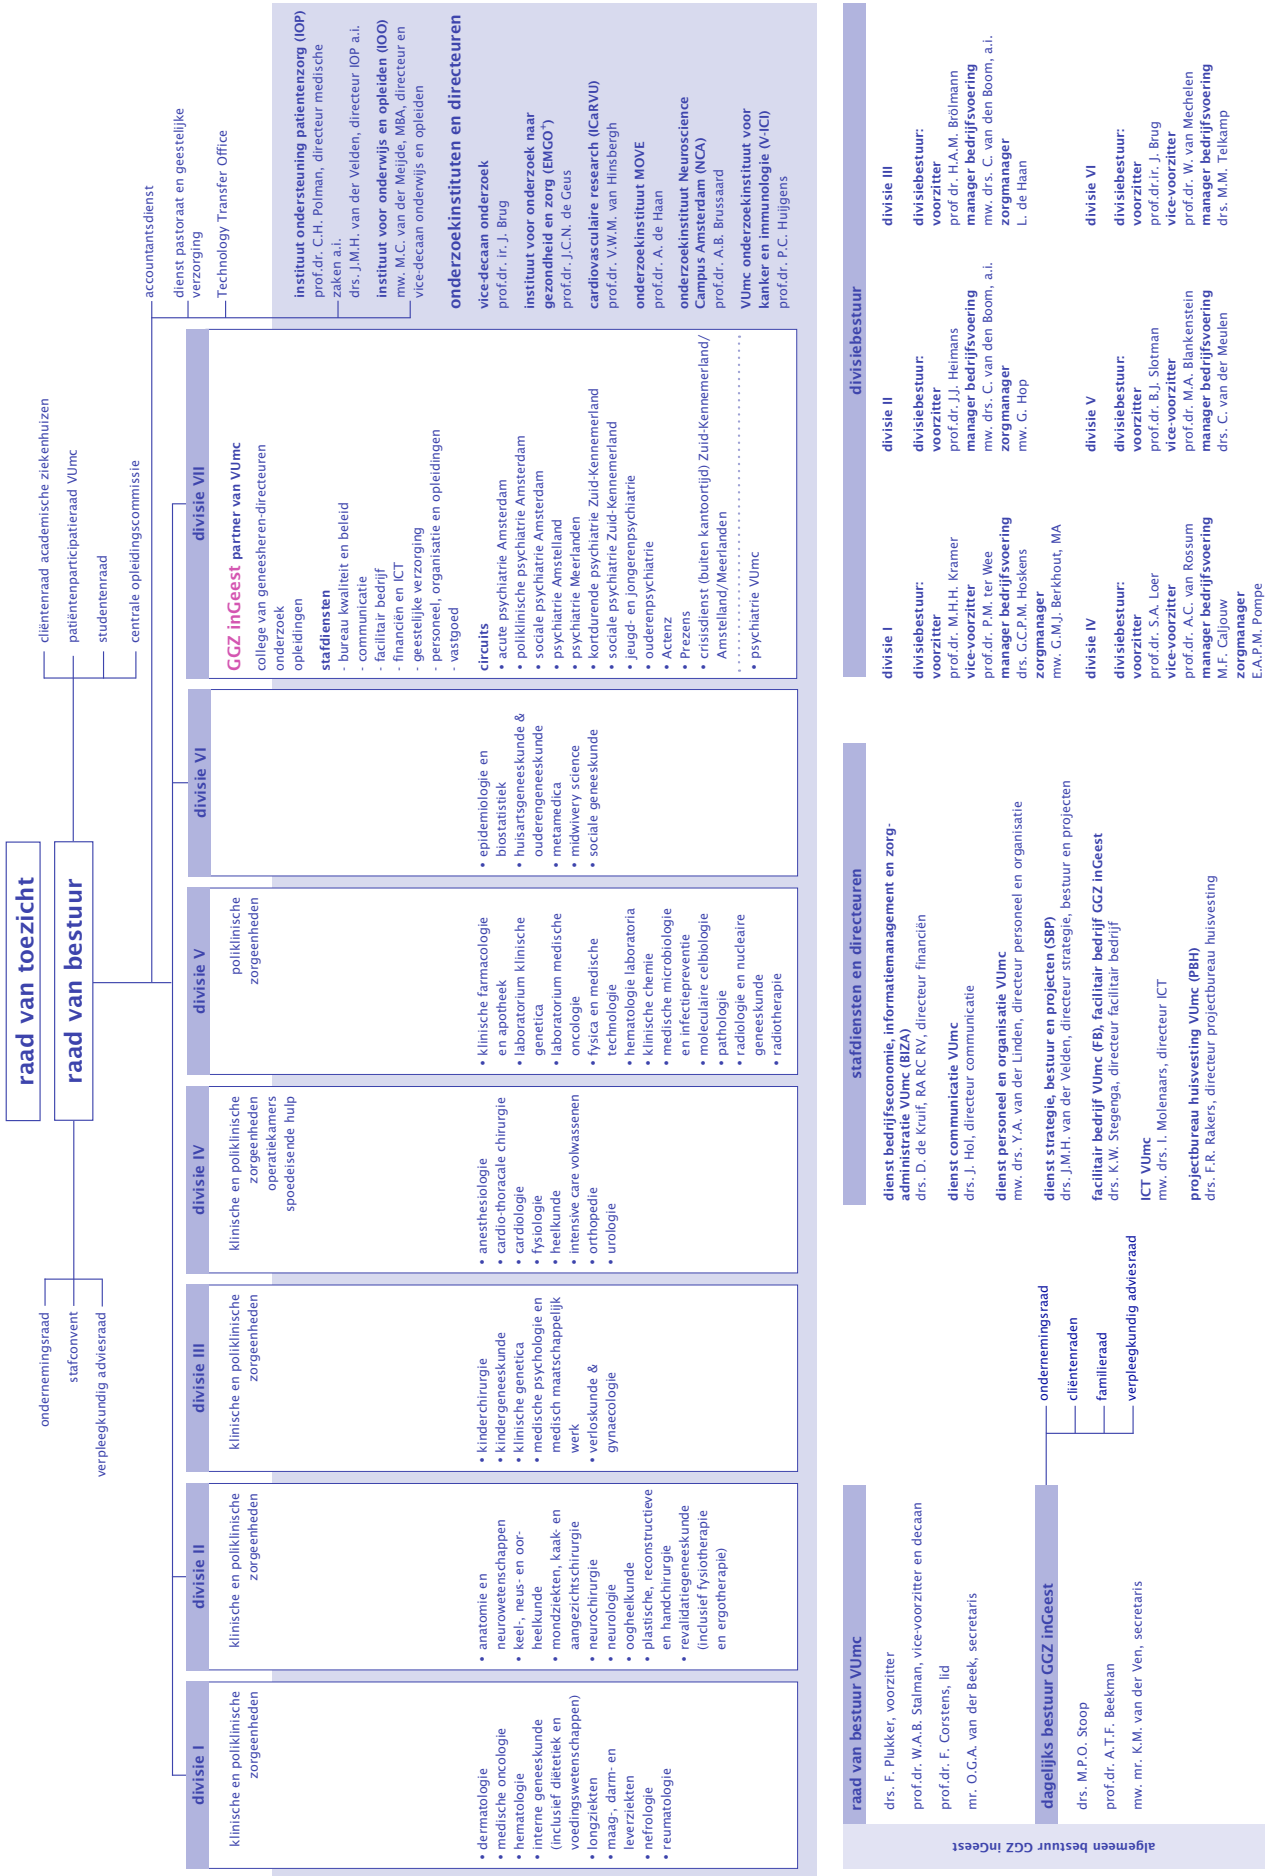 raad van toezicht
raad van bestuur
ondernemingsraad
stafconvent
verpleegkundig adviesraad
cliëntenraad academische ziekenhuizen
patiëntenparticipatieraad VUmc
studentenraad
centrale opleidingscommissie
accountantsdienst
dienst pastoraat en geestelijke
verzorging
Technology Transfer Office
divisie I
klinische en poliklinische
zorgeenheden
• dermatologie
• medische oncologie
• hematologie
• interne geneeskunde
(inclusief diëtetiek en
voedingswetenschappen)
• longziekten
• maag-, darm- en
leverziekten
• nefrologie
• reumatologie
divisie II
klinische en poliklinische
zorgeenheden
• anatomie en
neurowetenschappen
• keel-, neus- en oor-
heelkunde
• mondziekten, kaak- en
aangezichtschirurgie
• neurochirurgie
• neurologie
• oogheelkunde
• plastische, reconstructieve
en handchirurgie
• revalidatiegeneeskunde
(inclusief fysiotherapie
en ergotherapie)
divisie III
klinische en poliklinische
zorgeenheden
• kinderchirurgie
• kindergeneeskunde
• klinische genetica
• medische psychologie en
medisch maatschappelijk
werk
• verloskunde &
gynaecologie
divisie IV
klinische en poliklinische
zorgeenheden
operatiekamers
spoedeisende hulp
• anesthesiologie
• cardio-thoracale chirurgie
• cardiologie
• fysiologie
• heelkunde
• intensive care volwassenen
• orthopedie
• urologie
divisie V
poliklinische
zorgeenheden
• klinische farmacologie
en apotheek
• laboratorium klinische
genetica
• laboratorium medische
oncologie
• fysica en medische
technologie
• hematologie laboratoria
• klinische chemie
• medische microbiologie
en infectiepreventie
• moleculaire celbiologie
• pathologie
• radiologie en nucleaire
geneeskunde
• radiotherapie
divisie VI
• epidemiologie en
biostatistiek
• huisartsgeneeskunde &
ouderengeneeskunde
• metamedica
• midwivery science
• sociale geneeskunde
divisie VII
GGZ inGeest partner van VUmc
college van geneesheren-directeuren
onderzoek
opleidingen
stafdiensten
- bureau kwaliteit en beleid
- communicatie
- facilitair bedrijf
- financiën en ICT
- geestelijke verzorging
- personeel, organisatie en opleidingen
- vastgoed
circuits
• acute psychiatrie Amsterdam
• poliklinische psychiatrie Amsterdam
• sociale psychiatrie Amsterdam
• psychiatrie Amstelland
• psychiatrie Meerlanden
• kortdurende psychiatrie Zuid-Kennemerland
• sociale psychiatrie Zuid-Kennemerland
• jeugd- en jongerenpsychiatrie
• ouderenpsychiatrie
• Actenz
• Prezens
• crisisdienst (buiten kantoortijd) Zuid-Kennemerland/
Amstelland/Meerlanden
• psychiatrie VUmc
instituut ondersteuning patientenzorg (IOP)
prof.dr. C.H. Polman, directeur medische
zaken a.i.
drs. J.M.H. van der Velden, directeur IOP a.i.
instituut voor onderwijs en opleiden (IOO)
mw. M.C. van der Meijde, MBA, directeur en
vice-decaan onderwijs en opleiden
onderzoekinstituten en directeuren
vice-decaan onderzoek
prof.dr. ir. J. Brug
instituut voor onderzoek naar
gezondheid en zorg (EMGO+)
prof.dr. J.C.N. de Geus
cardiovasculaire research (ICaRVU)
prof.dr. V.W.M. van Hinsbergh
onderzoekinstituut MOVE
prof.dr. A. de Haan
onderzoekinstituut Neuroscience
Campus Amsterdam (NCA)
prof.dr. A.B. Brussaard
VUmc onderzoekinstituut voor
kanker en immunologie (V-ICI)
prof.dr. P.C. Huijgens
raad van bestuur VUmc
drs. F. Plukker, voorzitter
prof.dr. W.A.B. Stalman, vice-voorzitter en decaan
prof.dr. F. Corstens, lid
mr. O.G.A. van der Beek, secretaris
algemeen bestuur GGZ inGeest
dagelijks bestuur GGZ inGeest
drs. M.P.O. Stoop
prof.dr. A.T.F. Beekman
mw. mr. K.M. van der Ven, secretaris
ondernemingsraad
cliëntenraden
familieraad
verpleegkundig adviesraad
stafdiensten en directeuren
dienst bedrijfseconomie, informatiemanagement en zorg-
administratie VUmc (BIZA)
drs. D. de Kruif, RA RC RV, directeur financiën
dienst communicatie VUmc
drs. J. Hol, directeur communicatie
dienst personeel en organisatie VUmc
mw. drs. Y.A. van der Linden, directeur personeel en organisatie
dienst strategie, bestuur en projecten (SBP)
drs. J.M.H. van der Velden, directeur strategie, bestuur en projecten
facilitair bedrijf VUmc (FB), facilitair bedrijf GGZ inGeest
drs. K.W. Stegenga, directeur facilitair bedrijf
ICT VUmc
mw. drs. I. Molenaars, directeur ICT
projectbureau huisvesting VUmc (PBH)
drs. F.R. Rakers, directeur projectbureau huisvesting
divisiebestuur
divisie I
divisiebestuur:
voorzitter
prof.dr. M.H.H. Kramer
vice-voorzitter
prof.dr. P.M. ter Wee
manager bedrijfsvoering
drs. G.C.P.M. Hoskens
zorgmanager
mw. G.M.J. Berkhout, MA
divisie II
divisiebestuur:
voorzitter
prof.dr. J.J. Heimans
manager bedrijfsvoering
mw. drs. C. van den Boom, a.i.
zorgmanager
mw. G. Hop
divisie III
divisiebestuur:
voorzitter
prof dr. H.A.M. Brölmann
manager bedrijfsvoering
mw. drs. C. van den Boom, a.i.
zorgmanager
L. de Haan
divisie IV
divisiebestuur:
voorzitter
prof.dr. S.A. Loer
vice-voorzitter
prof.dr. A.C. van Rossum
manager bedrijfsvoering
M.F. Caljouw
zorgmanager
E.A.P.M. Pompe
divisie V
divisiebestuur:
voorzitter
prof.dr. B.J. Slotman
vice-voorzitter
prof.dr. M.A. Blankenstein
manager bedrijfsvoering
drs. C. van der Meulen
divisie VI
divisiebestuur:
voorzitter
prof.dr.ir. J. Brug
vice-voorzitter
prof.dr. W. van Mechelen
manager bedrijfsvoering
drs. M.M. Telkamp